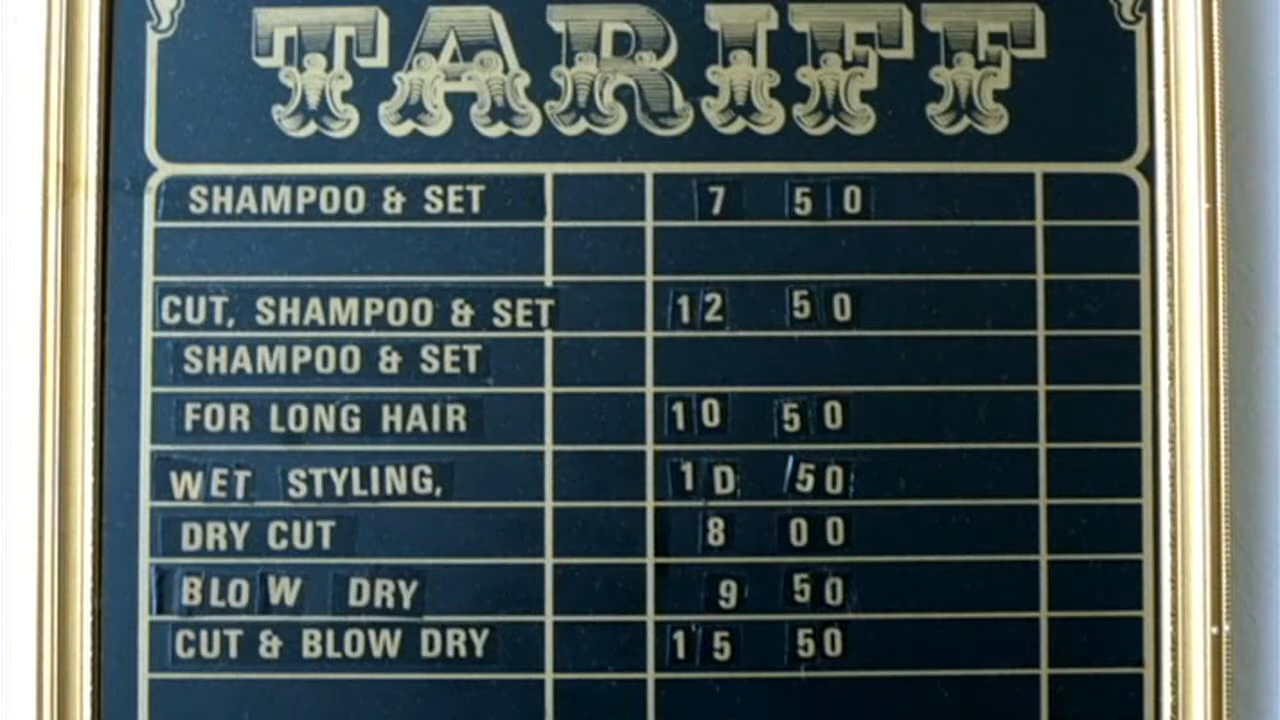 TARIFF
SHAMPOO & SET 7 50
CUT, SHAMPOO & SET 12 50
SHAMPOO & SET
FOR LONG HAIR 10 50
WET STYLING, 1D 50
DRY CUT 8 00
BLOW DRY 9 50
CUT & BLOW DRY 15 50